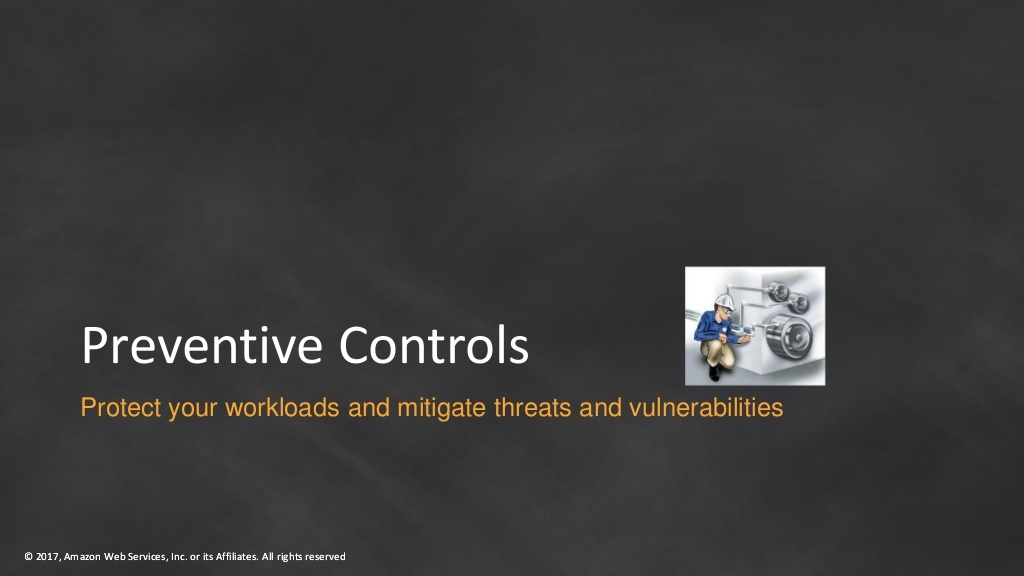 Preventive Controls
Protect your workloads and mitigate threats and vulnerabilities
© 2017, Amazon Web Services, Inc. or its Affiliates. All rights reserved